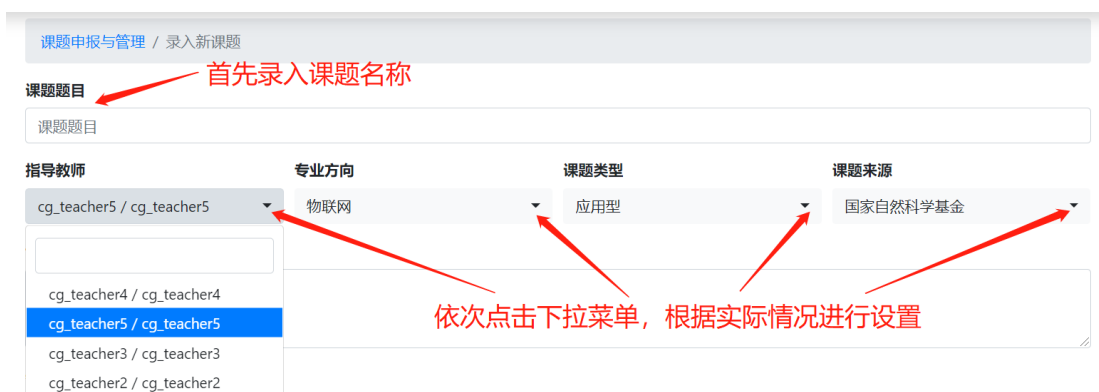 课题申报与管理 / 录入新课题
首先录入课题名称
课题题目
课题题目
指导教师 专业方向 课题类型 课题来源
cg_teacher5 / cg_teacher5 物联网 应用型 国家自然科学基金
cg_teacher4 / cg_teacher4
cg_teacher5 / cg_teacher5
依次点击下拉菜单，根据实际情况进行设置
cg_teacher3 / cg_teacher3
cg_teacher2 / cg_teacher2